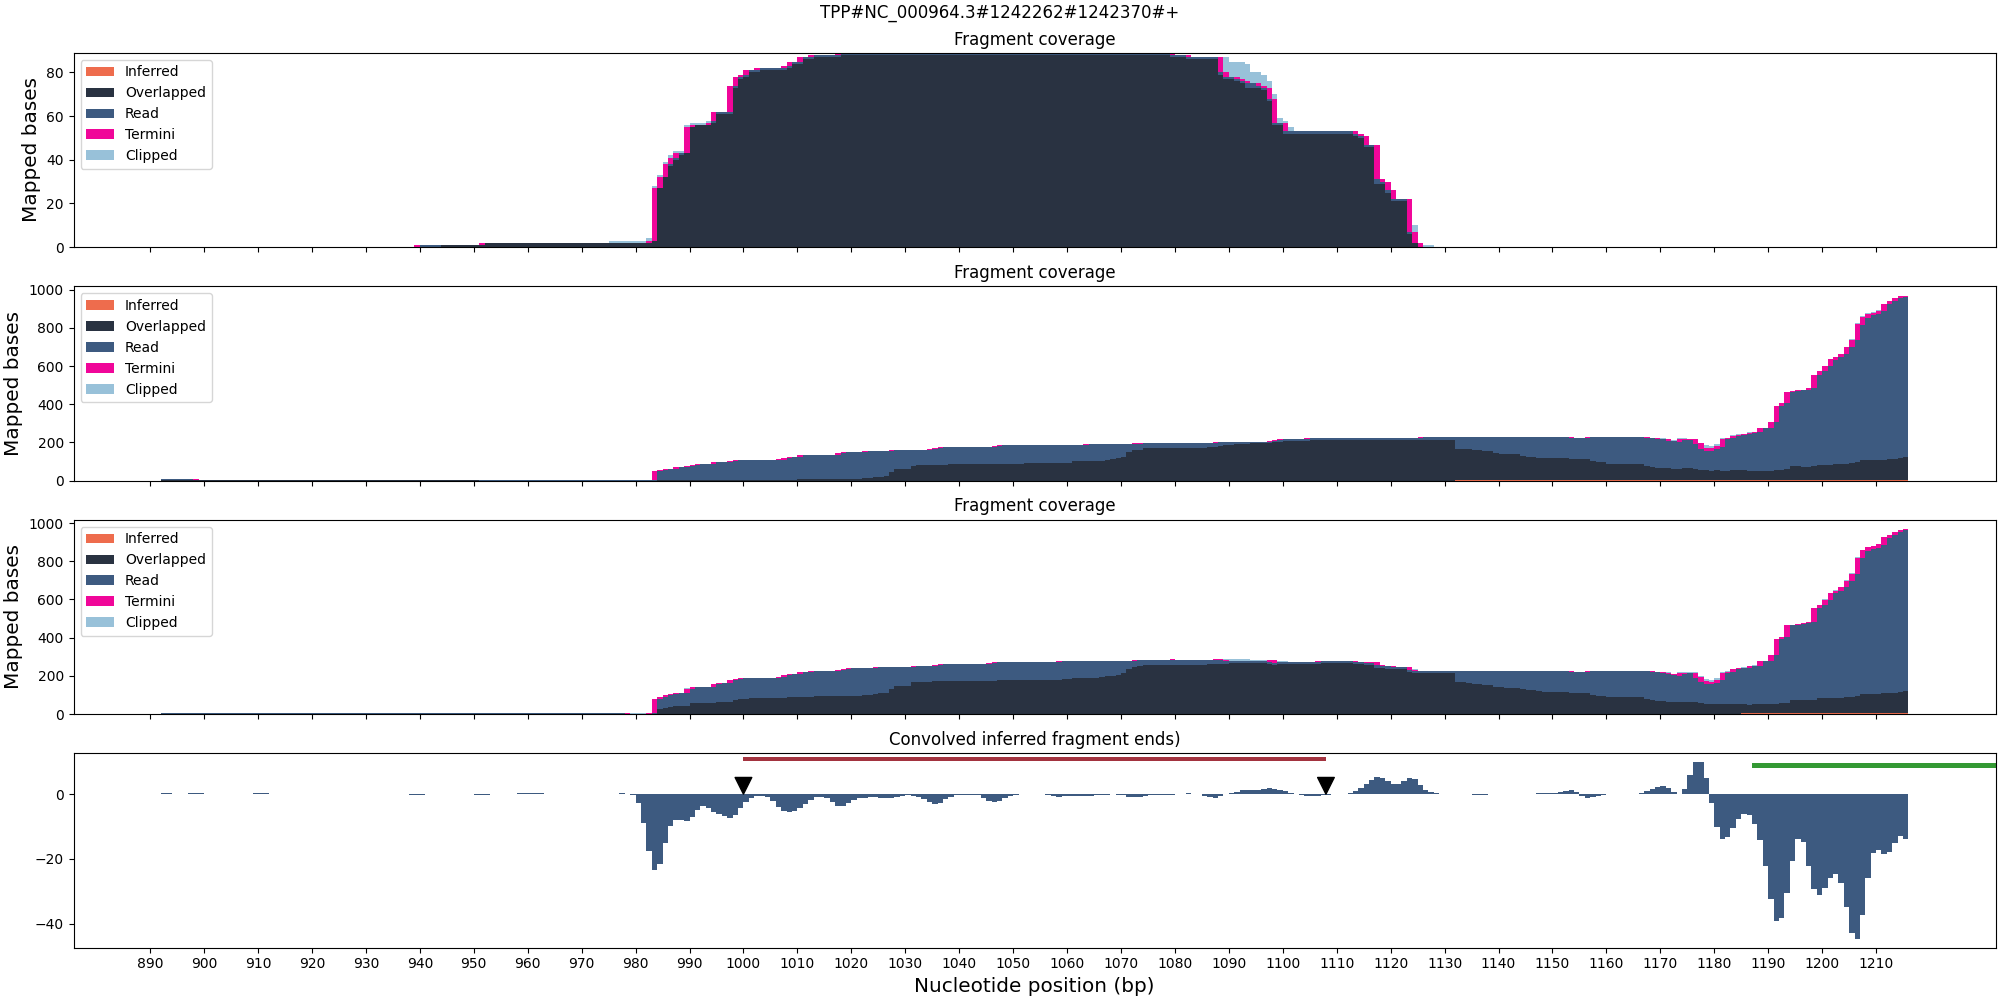 TPP#NC_000964.3#1242262#1242370#+
Fragment coverage
Mapped bases
80
60
40
20
0
Inferred
Overlapped
Read
Termini
Clipped
Fragment coverage
Mapped bases
1000
800
600
400
200
0
Inferred
Overlapped
Read
Termini
Clipped
Fragment coverage
Mapped bases
1000
800
600
400
200
0
Inferred
Overlapped
Read
Termini
Clipped
Convolved inferred fragment ends)
0
−20
−40
890 900 910 920 930 940 950 960 970 980 990 1000 1010 1020 1030 1040 1050 1060 1070 1080 1090 1100 1110 1120 1130 1140 1150 1160 1170 1180 1190 1200 1210
Nucleotide position (bp)